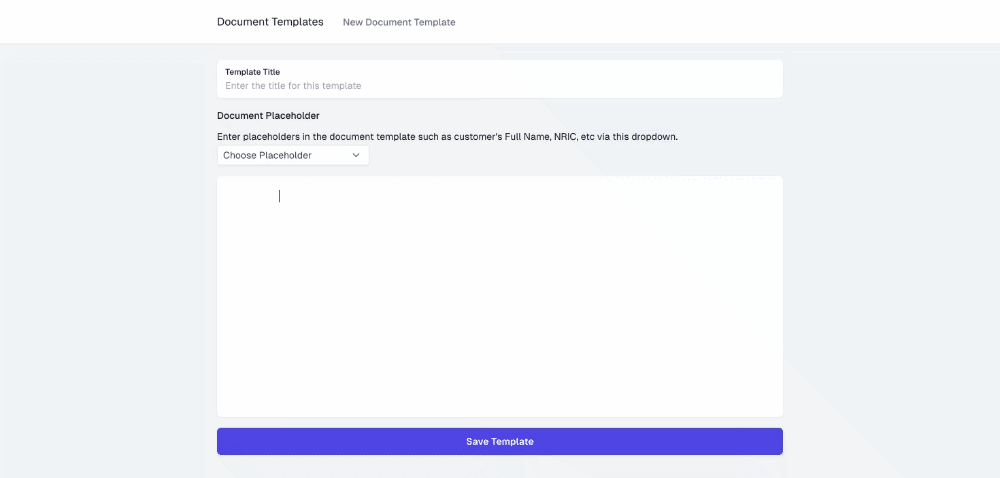 Document Templates New Document Template
Template Title
Enter the title for this template
Document Placeholder
Enter placeholders in the document template such as customer's Full Name, NRIC, etc via this dropdown.
Choose Placeholder
Save Template